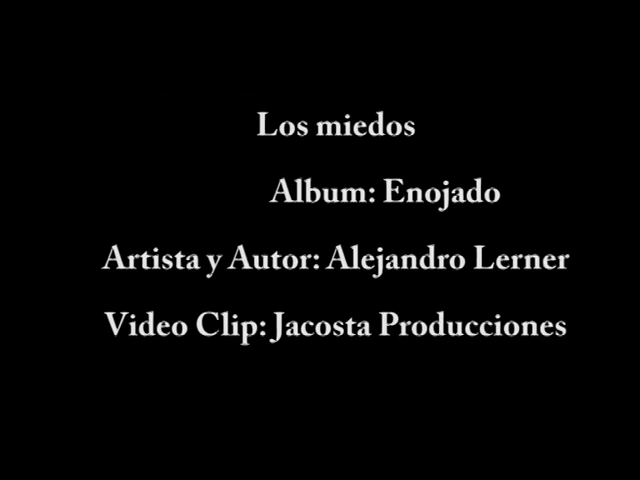 Los miedos
Album: Enojado
Artista y Autor: Alejandro Lerner
Video Clip: Jacosta Producciones